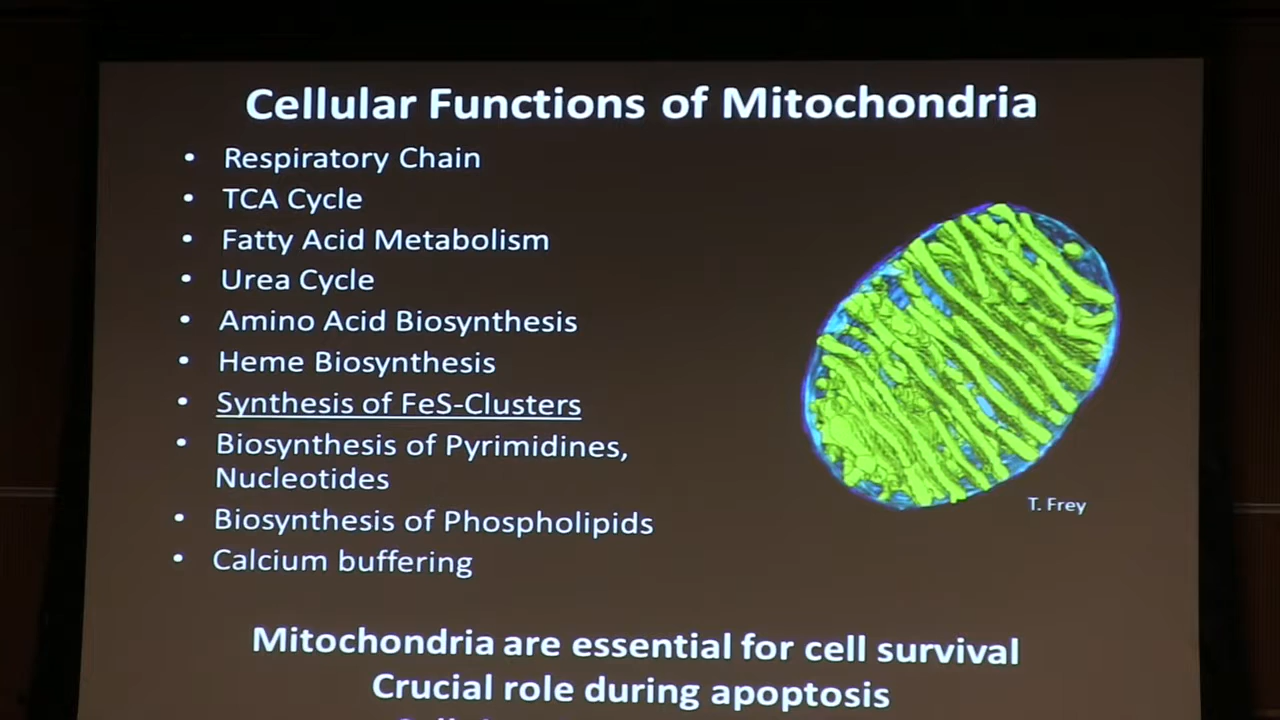 Cellular Functions of Mitochondria
• Respiratory Chain
• TCA Cycle
• Fatty Acid Metabolism
• Urea Cycle
• Amino Acid Biosynthesis
• Heme Biosynthesis
• Synthesis of FeS-Clusters
• Biosynthesis of Pyrimidines,
Nucleotides
• Biosynthesis of Phospholipids
• Calcium buffering
T. Frey
Mitochondria are essential for cell survival
Crucial role during apoptosis